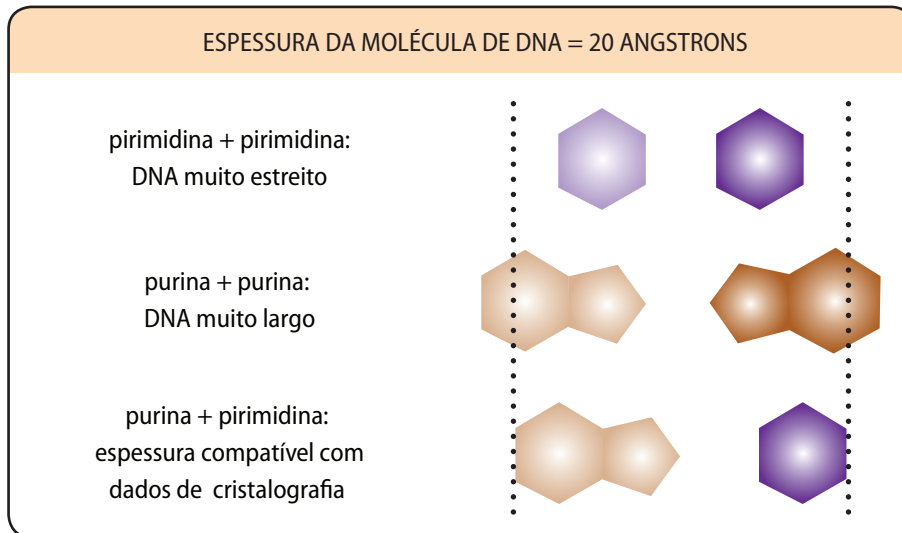 ESPESSURA DA MOLÉCULA DE DNA = 20 ANGSTRONS
pirimidina + pirimidina:
DNA muito estreito
purina + purina:
DNA muito largo
purina + pirimidina:
espessura compatível com
dados de cristalografia